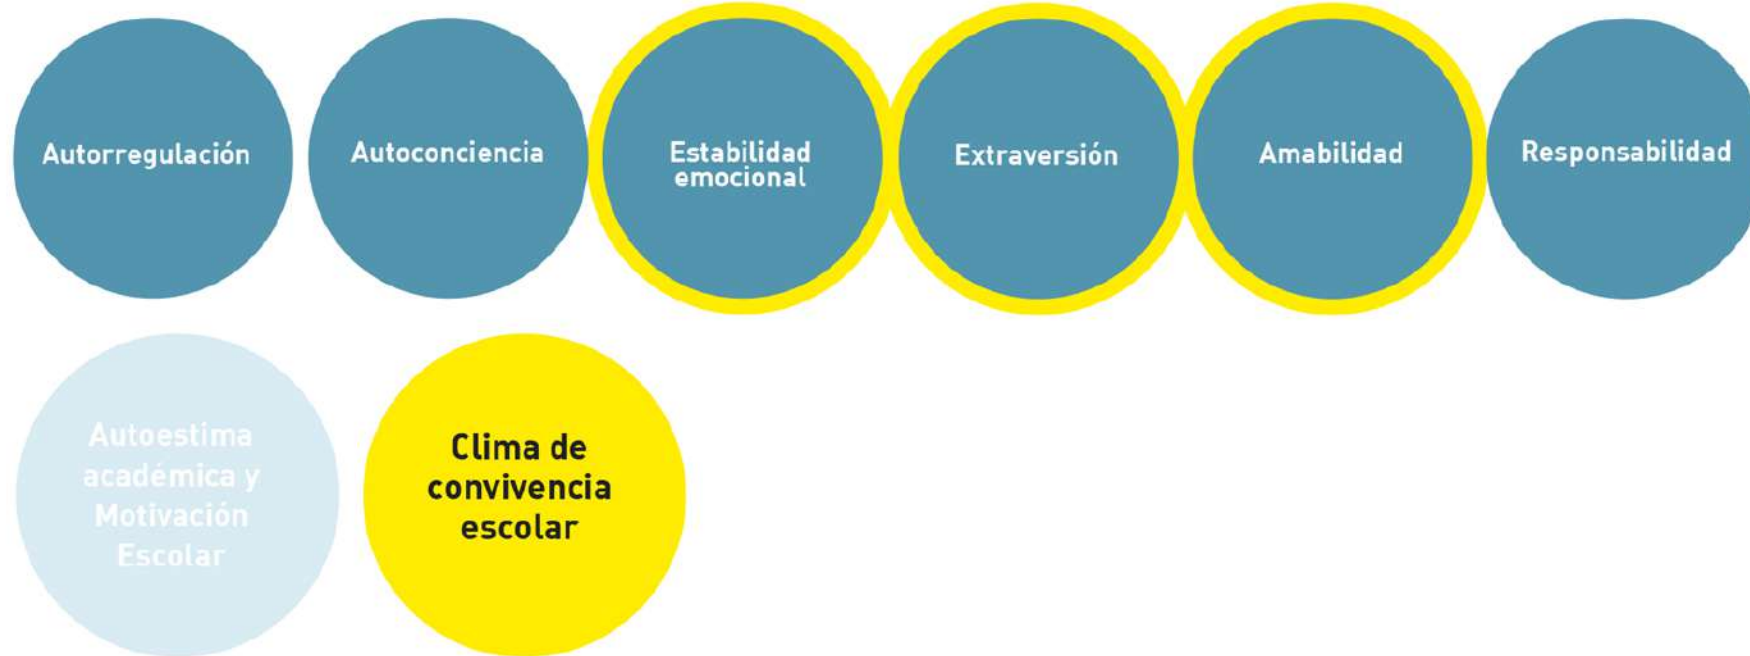 Autorregulación
Autoconciencia
Estabilidad
emocional
Extraversión
Amabilidad
Responsabilidad
Autoestima
académica y
Motivación
Escolar
Clima de
convivencia
escolar